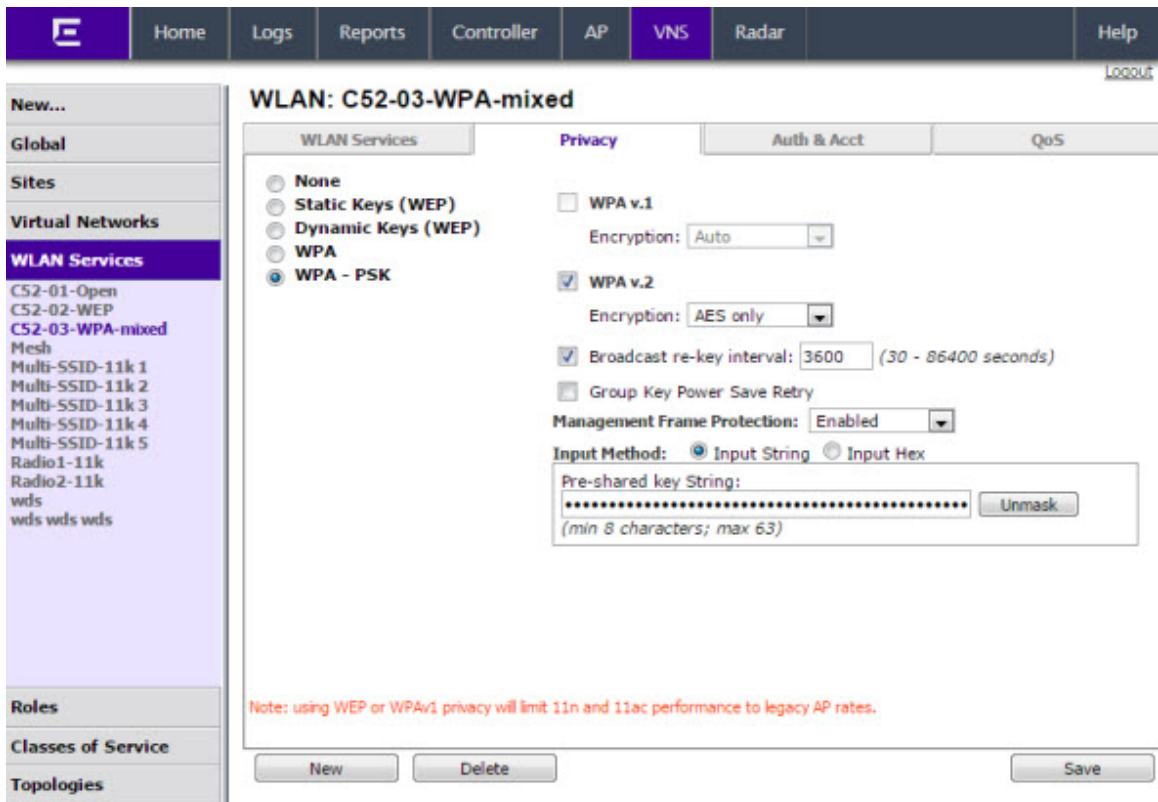 Home Logs Reports Controller AP VNS Radar Help
Logout
New...
Global
Sites
Virtual Networks
WLAN Services
C52-01-Open
C52-02-WEP
C52-03-WPA-mixed
Mesh
Multi-SSID-11k 1
Multi-SSID-11k 2
Multi-SSID-11k 3
Multi-SSID-11k 4
Multi-SSID-11k 5
Radio1-11k
Radio2-11k
wds
wds wds wds
Roles
Classes of Service
Topologies
WLAN: C52-03-WPA-mixed
WLAN Services Privacy Auth & Acct QoS
None
Static Keys (WEP)
Dynamic Keys (WEP)
WPA
WPA - PSK
WPA v.1
Encryption: Auto
WPA v.2
Encryption: AES only
Broadcast re-key interval: 3600 (30 - 86400 seconds)
Group Key Power Save Retry
Management Frame Protection: Enabled
Input Method: Input String Input Hex
Pre-shared key String:
Unmask
(min 8 characters; max 63)
Note: using WEP or WPAv1 privacy will limit 11n and 11ac performance to legacy AP rates.
New Delete Save